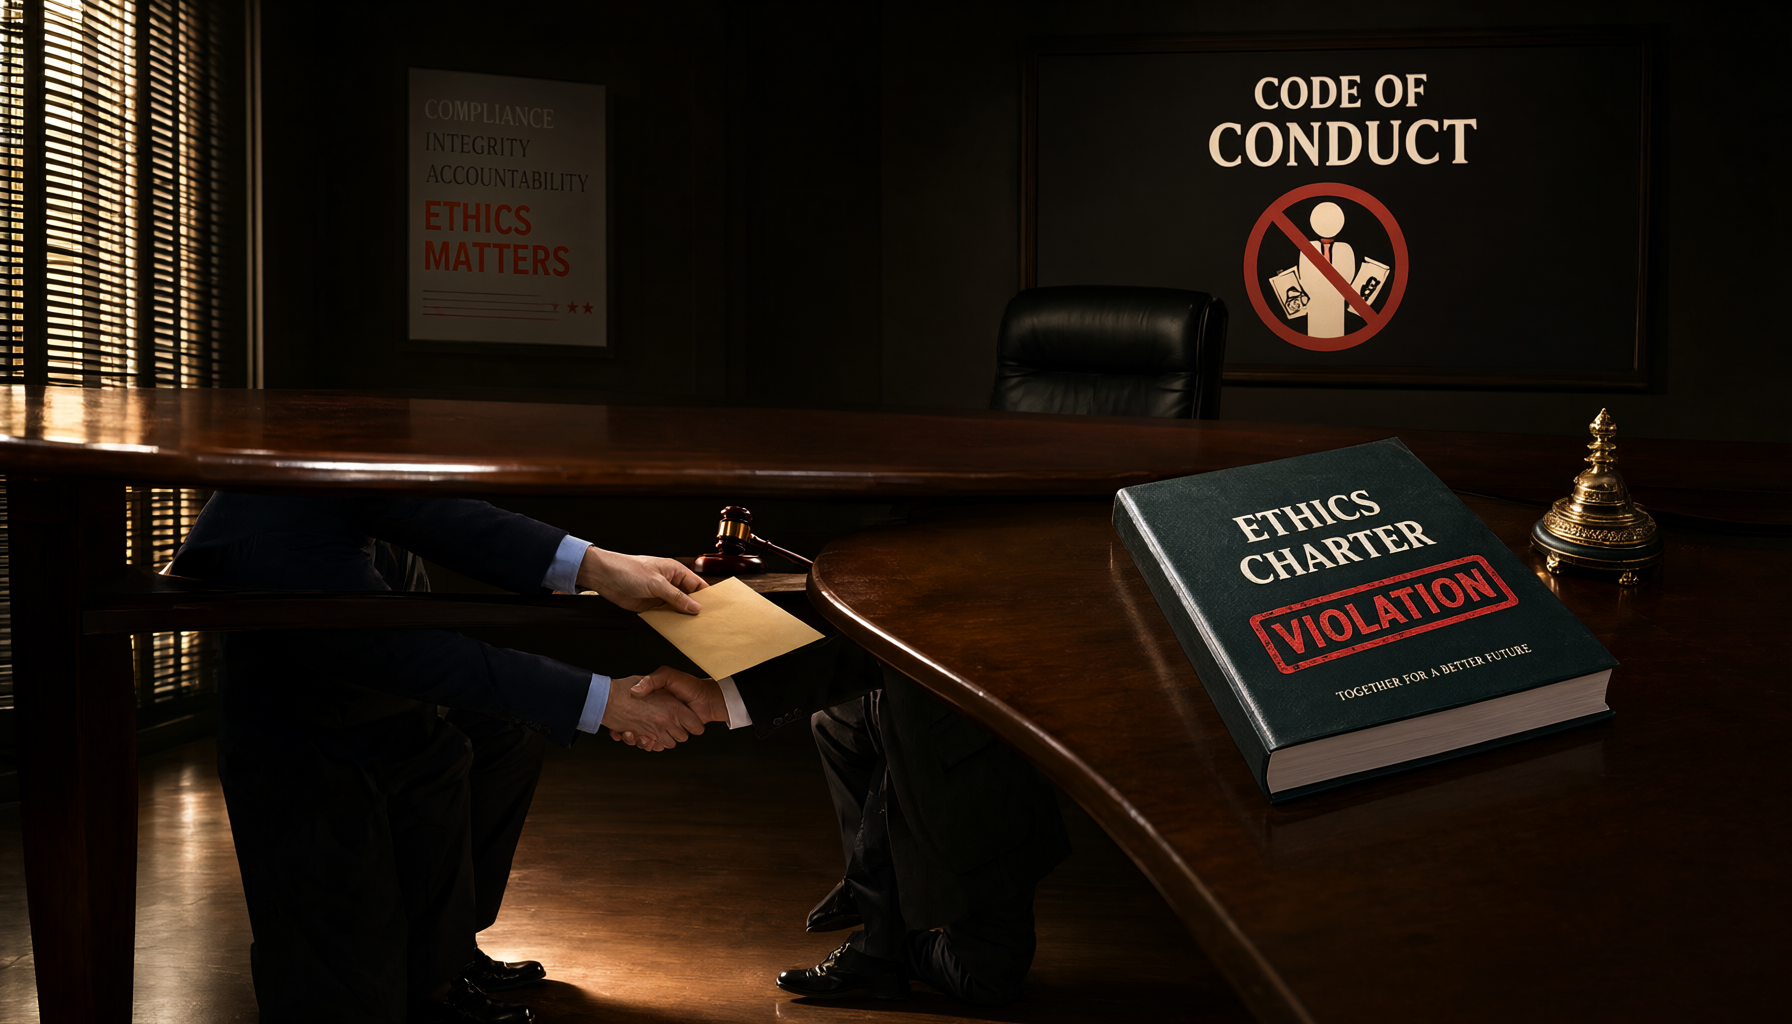 COMPLIANCE
INTEGRITY
ACCOUNTABILITY
ETHICS
MATTERS
CODE OF
CONDUCT
ETHICS
CHARTER
VIOLATION
TOGETHER FOR A BETTER FUTURE